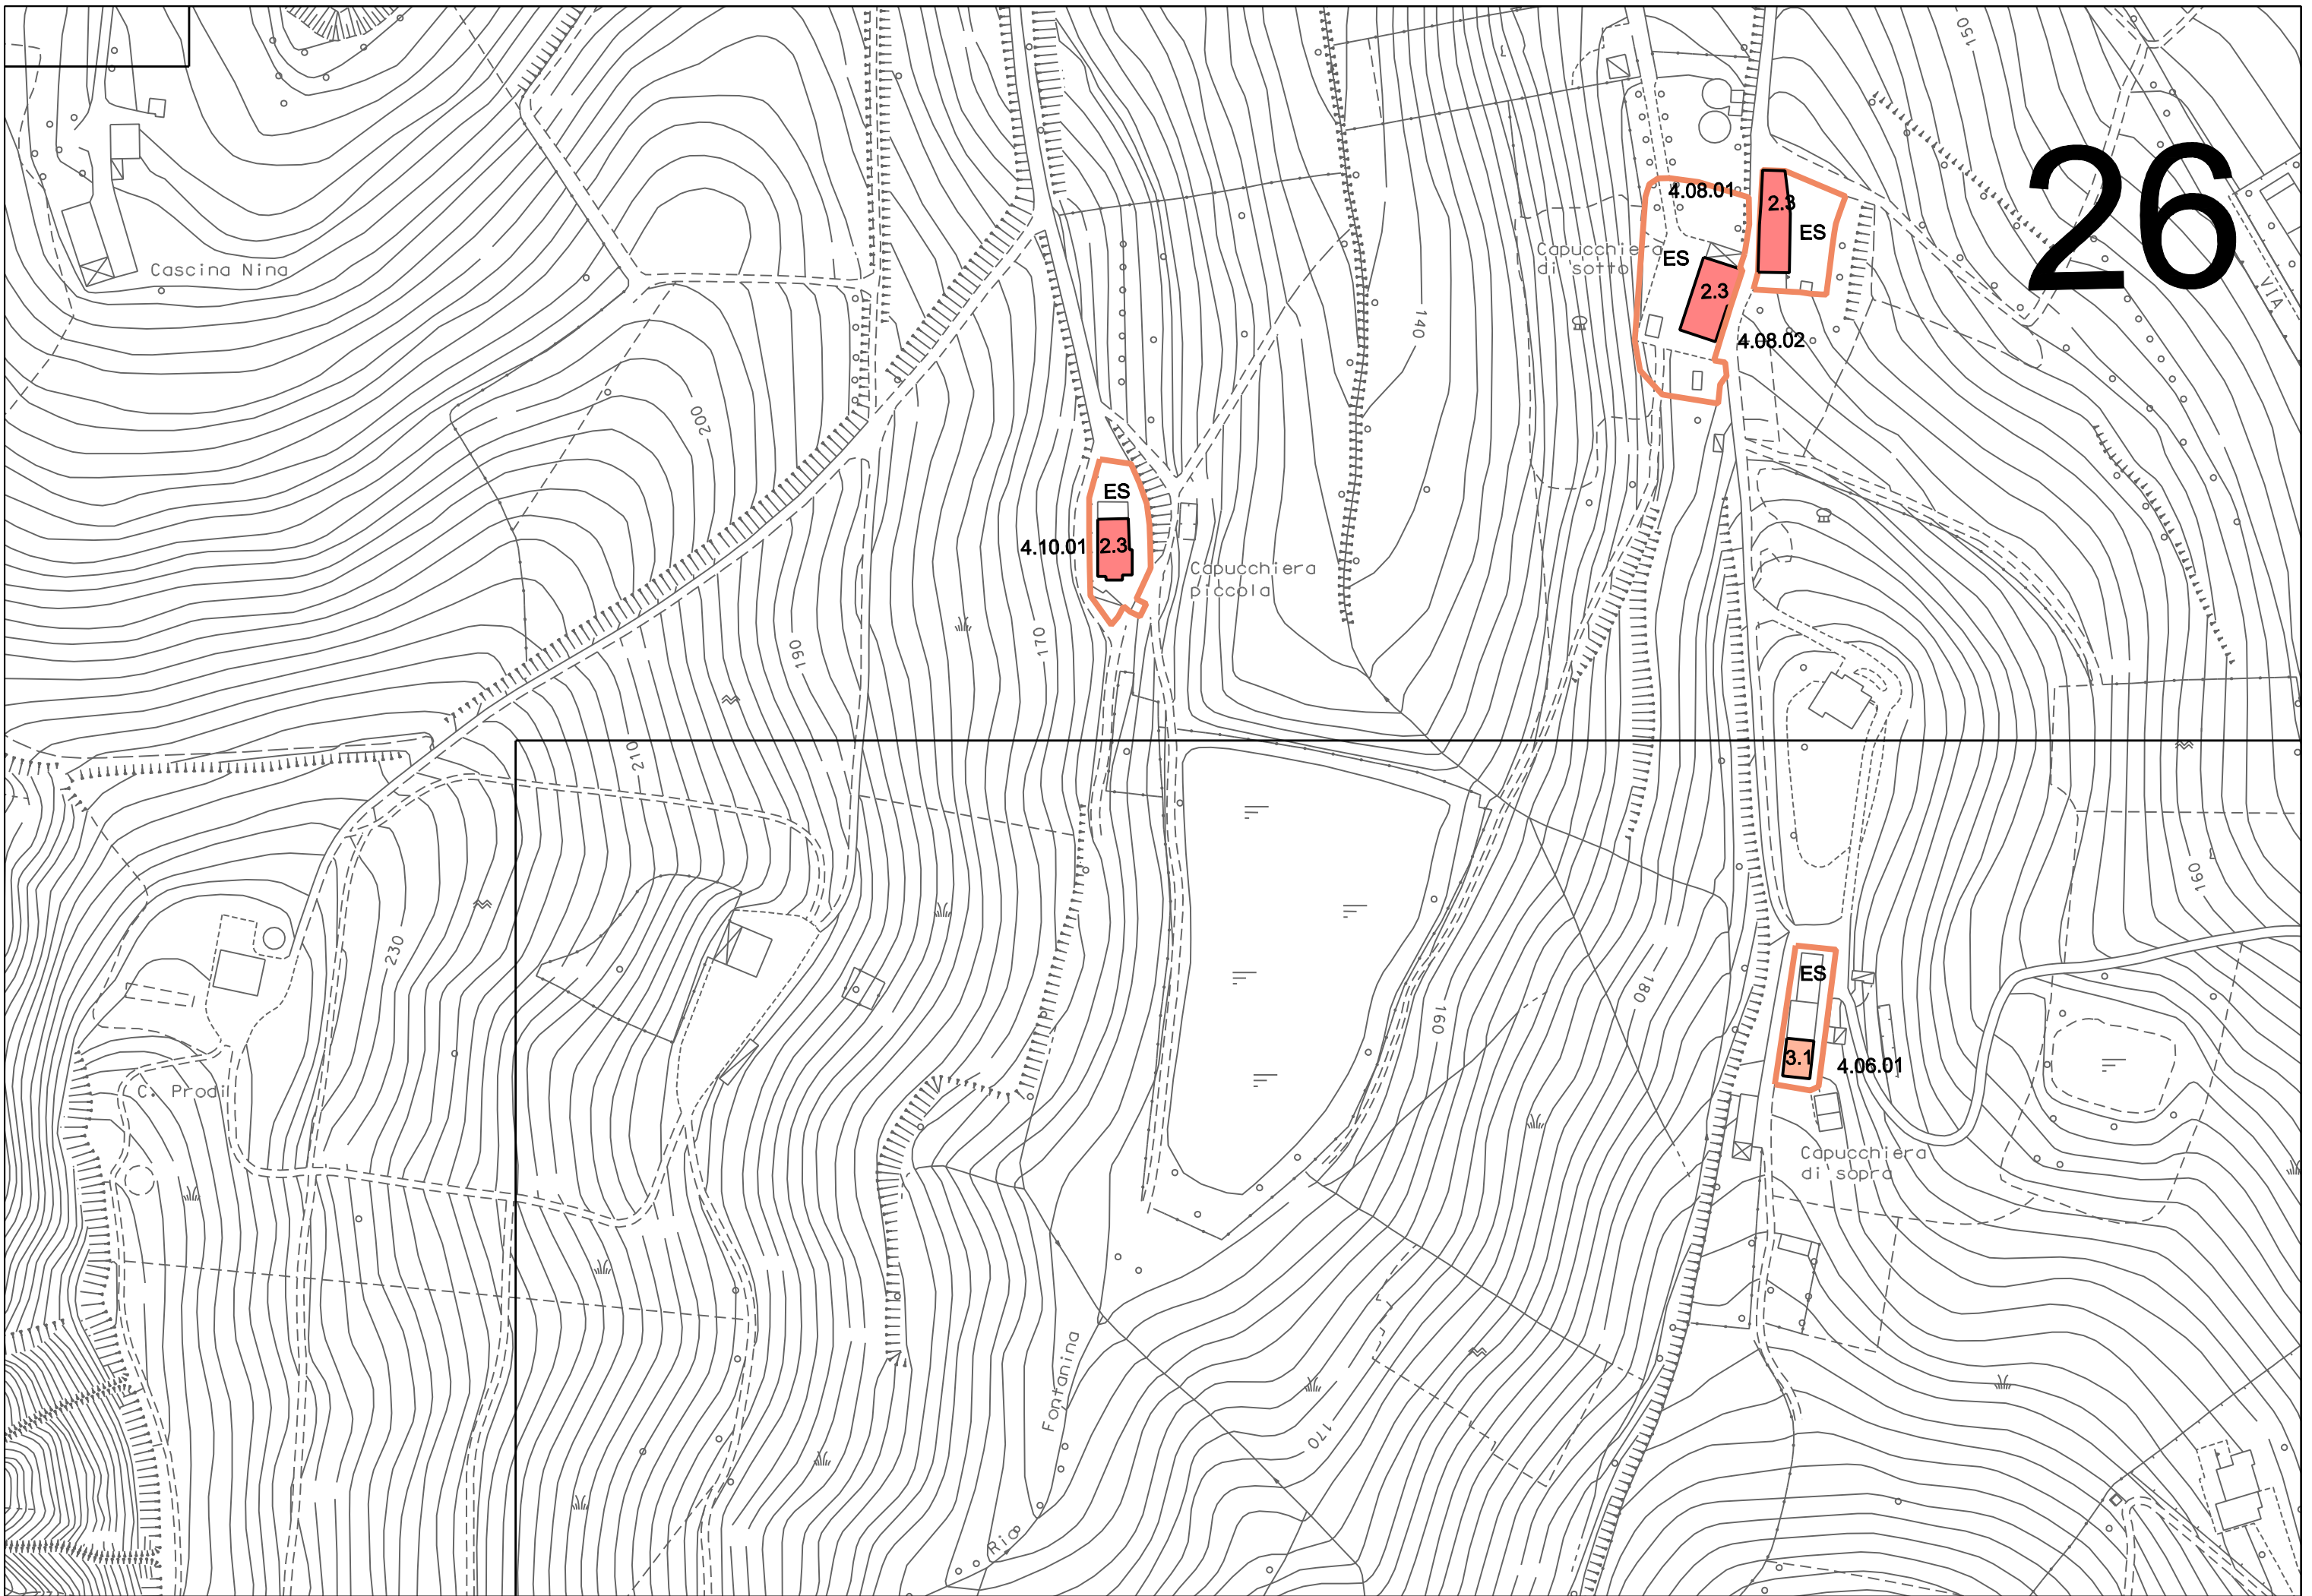 150
26
4.08.01
2.3
ES
Capucchiera
di sotto
ES
2.3
4.08.02
VIA
Cascina Nina
140
200
ES
4.10.01
2.3
Capucchiera
piccola
170
190
210
230
160
ES
180
160
3.1
4.06.01
C. Prodi
Capucchiera
di sopra
Fontanina
170
Rio